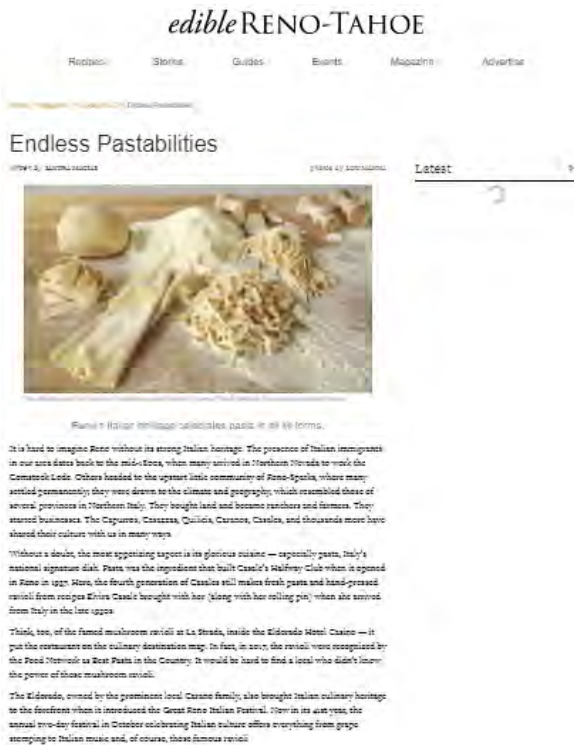 edible RENO-TAHOE
Recipes Stories Guides Events Magazine Advertise
Endless Pastabilities
Latest
Reno's Italian heritage celebrates pasta in all its forms.
It is hard to imagine Reno without its strong Italian heritage. The presence of Italian immigrants
in our area dates back to the mid-1800s, when many arrived in Northern Nevada to work the
Comstock Lode. Others headed to the upstart little community of Reno-Sparks, where many
settled permanently; they were drawn to the climate and geography, which resembled those of
several provinces in Northern Italy. They bought land and became ranchers and farmers. They
started businesses. The Capurros, Casazzas, Quilicis, Caranos, Casales, and thousands more have
shared their culture with us in many ways.
Without a doubt, the most appetizing aspect is its glorious cuisine — especially pasta, Italy's
national signature dish. Pasta was the ingredient that built Casale's Halfway Club when it opened
in Reno in 1937. Here, the fourth generation of Casales still makes fresh pasta and hand-pressed
ravioli from recipes Elvira Casale brought with her (along with her rolling pin) when she arrived
from Italy in the late 1920s.
Think, too, of the famed mushroom ravioli at La Strada, inside the Eldorado Hotel Casino — it
put the restaurant on the culinary destination map. In fact, in 2017, the ravioli were recognized by
the Food Network as Best Pasta in the Country. It would be hard to find a local who didn't know
the power of those mushroom ravioli.
The Eldorado, owned by the prominent local Carano family, also brought Italian culinary heritage
to the forefront when it introduced the Great Reno Italian Festival. Now in its 41st year, the
annual two-day festival in October celebrating Italian culture offers everything from grape
stomping to Italian music and, of course, those famous ravioli.